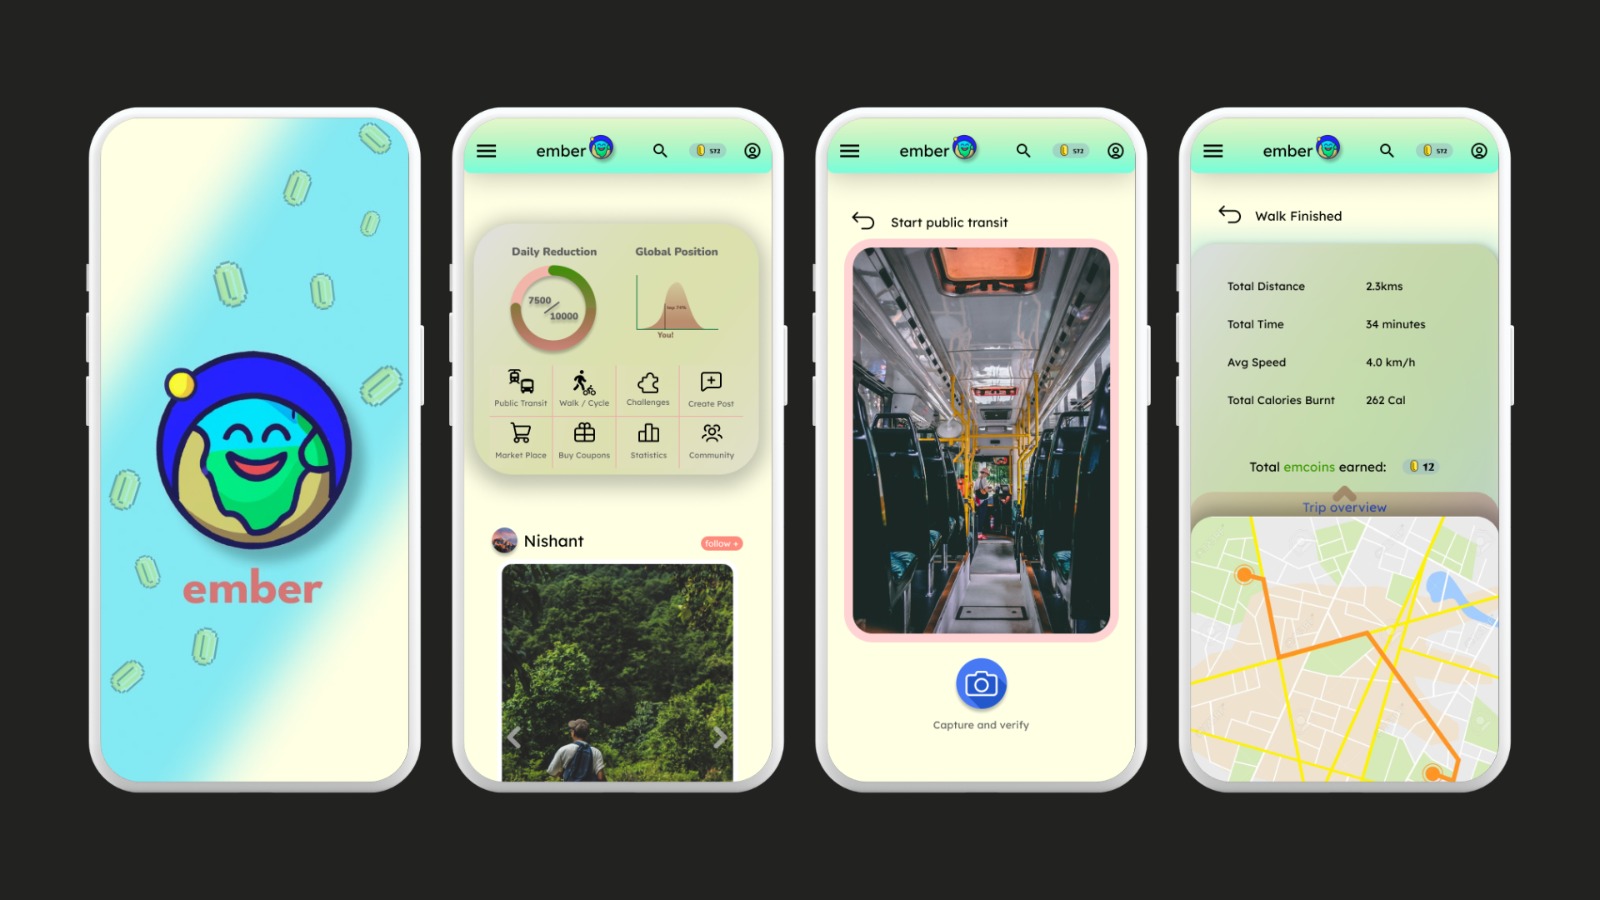 ember
ember
572
Daily Reduction
Global Position
7500
10000
You!
Public Transit
Walk / Cycle
Challenges
Create Post
Market Place
Buy Coupons
Statistics
Community
Nishant
follow +
ember
572
Start public transit
Capture and verify
ember
572
Walk Finished
Total Distance 2.3kms
Total Time 34 minutes
Avg Speed 4.0 km/h
Total Calories Burnt 262 Cal
Total emcoins earned: 12
Trip overview